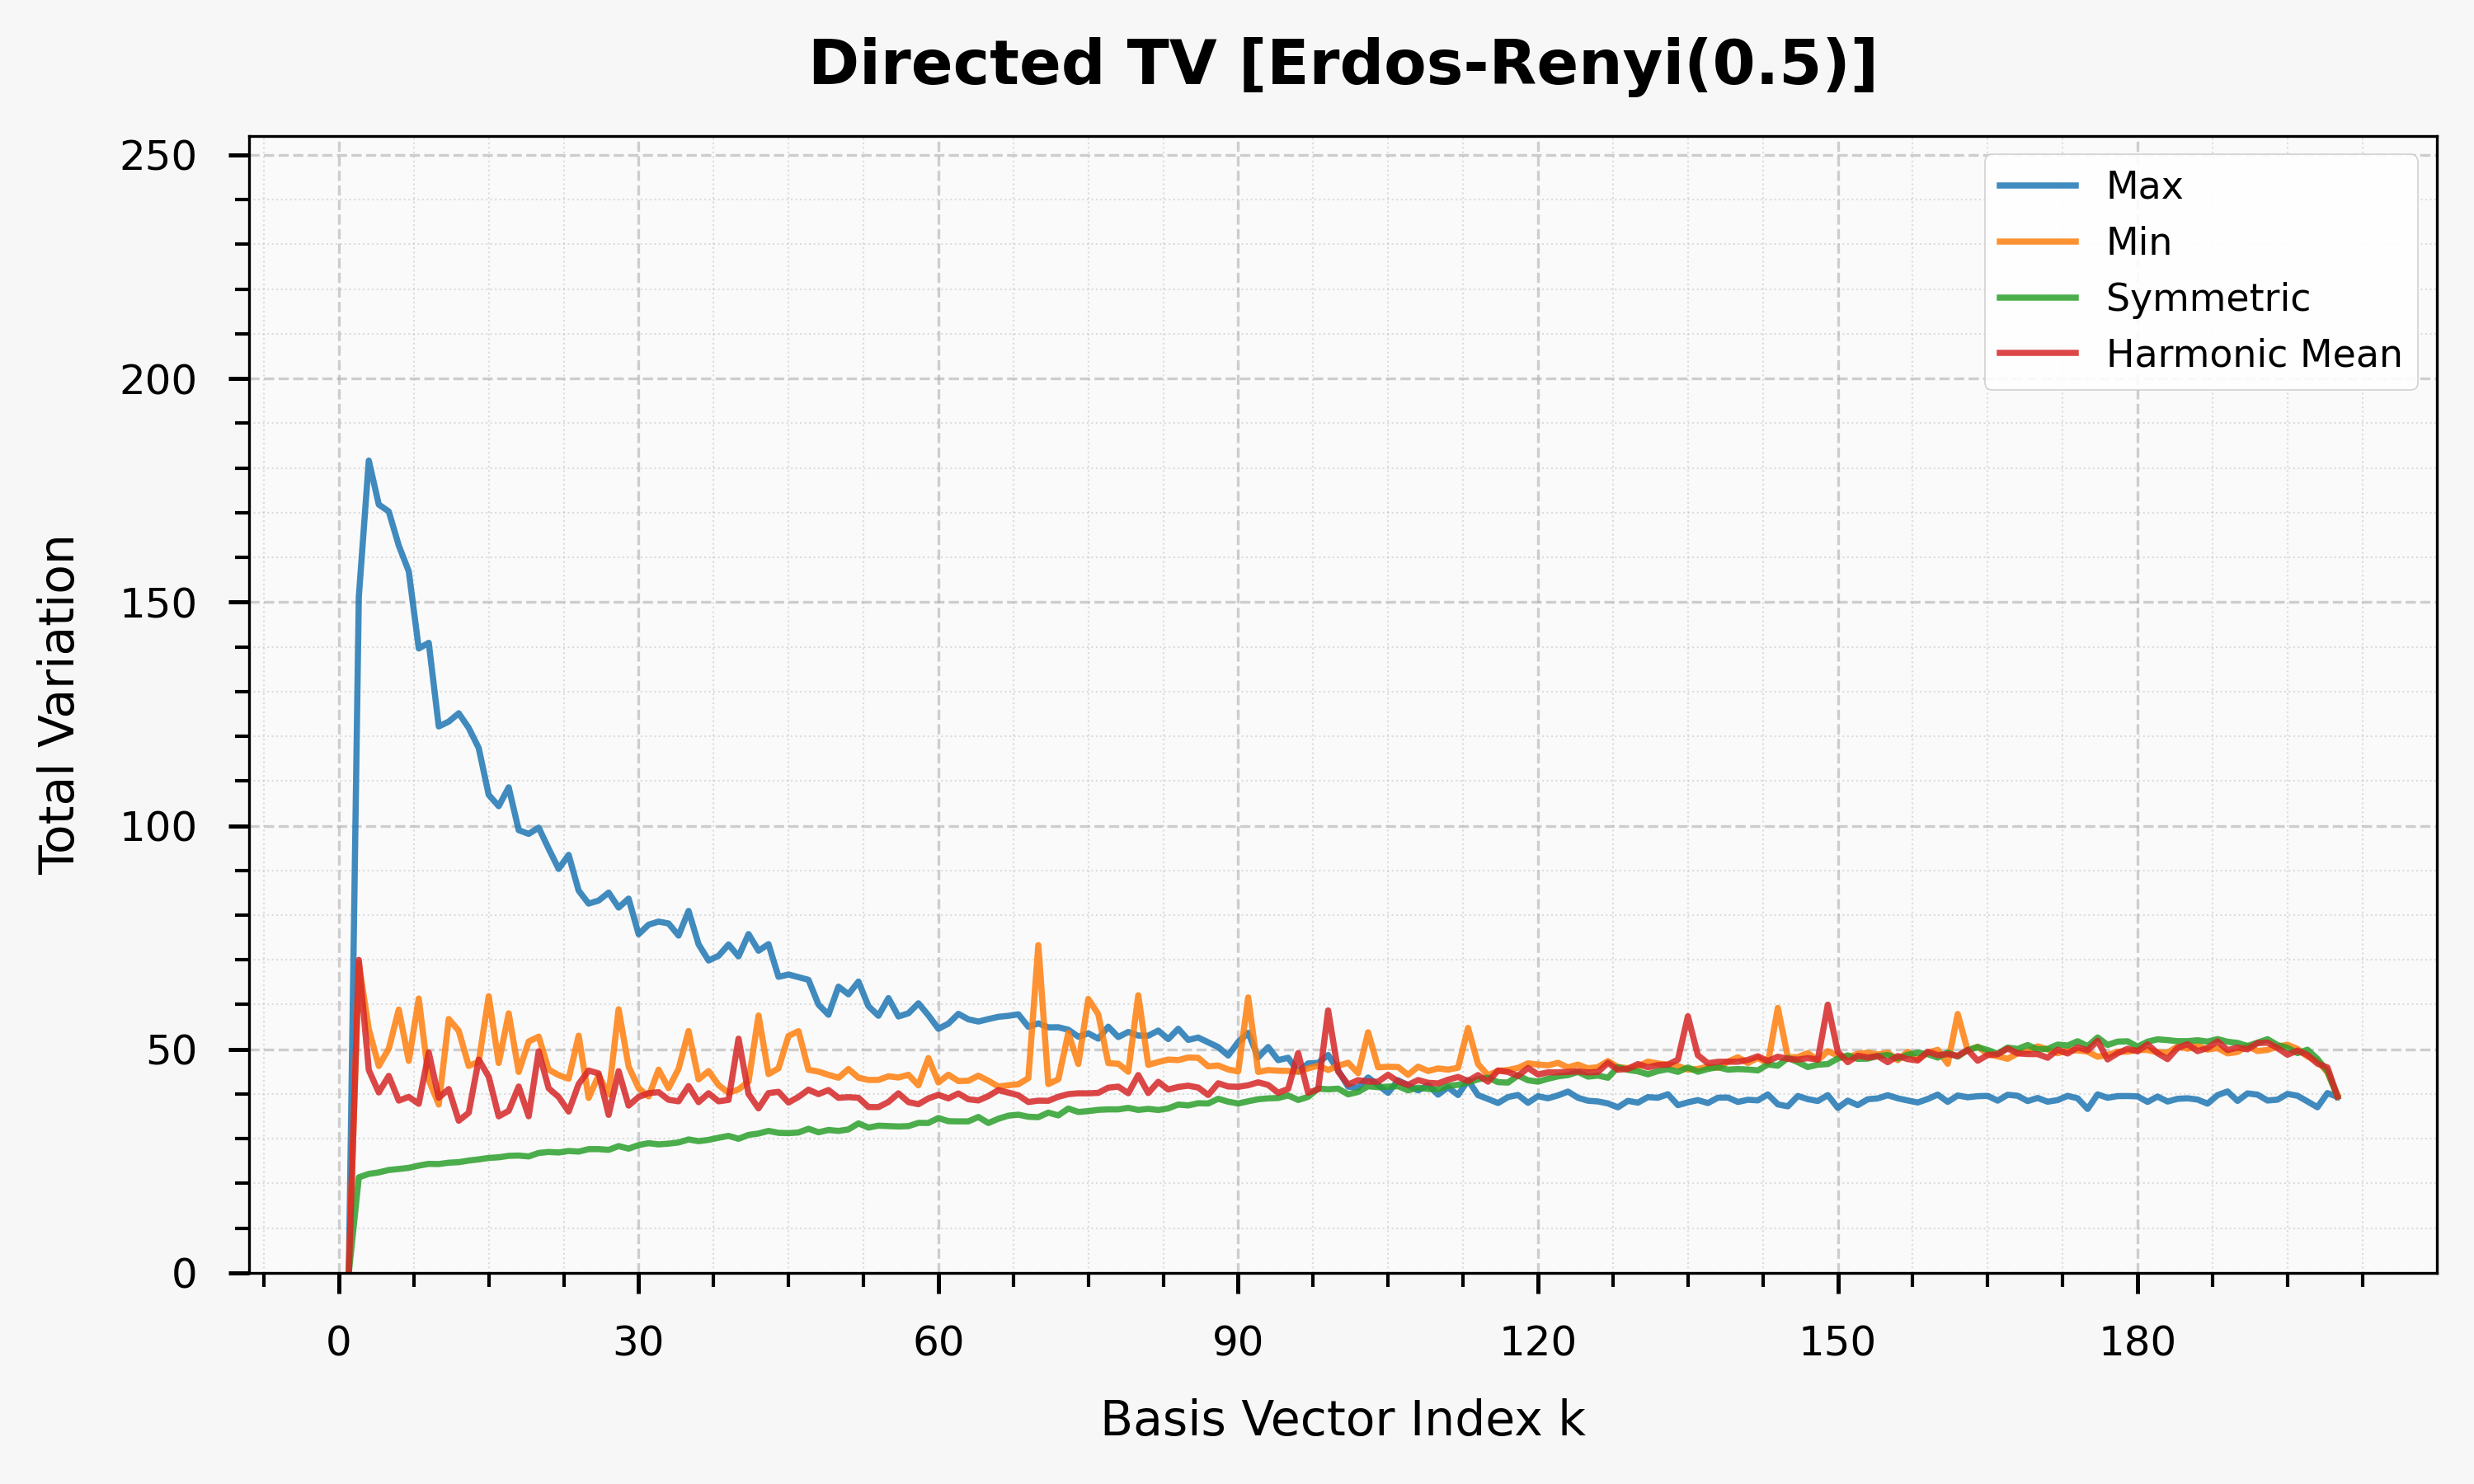 Directed TV [Erdos-Renyi(0.5)]
250
200
150
100
50
0
Total Variation
Max
Min
Symmetric
Harmonic Mean
0 30 60 90 120 150 180
Basis Vector Index k